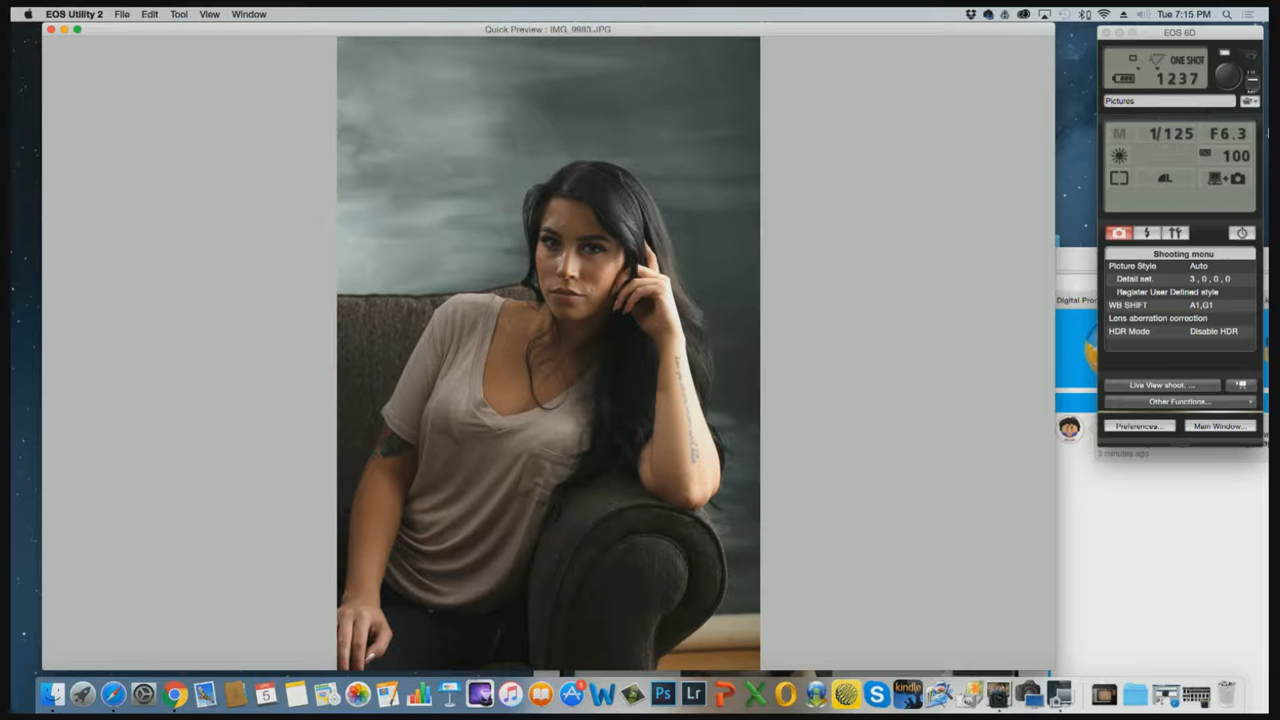 EOS Utility 2 File Edit Tool View Window Tue 7:15 PM
Quick Preview : IMG_9983.JPG
EOS 6D
ONE SHOT
1237
Pictures
M 1/125 F6.3
100
L
Shooting menu
Picture Style Auto
Detail set. 3 , 0 , 0 , 0
Register User Defined style
WB SHIFT A1,G1
Lens aberration correction
HDR Mode Disable HDR
Live View shoot. ...
Other Functions...
Preferences... Main Window...
Digital Pro
3 minutes ago
5
Ps
Lr
kindle